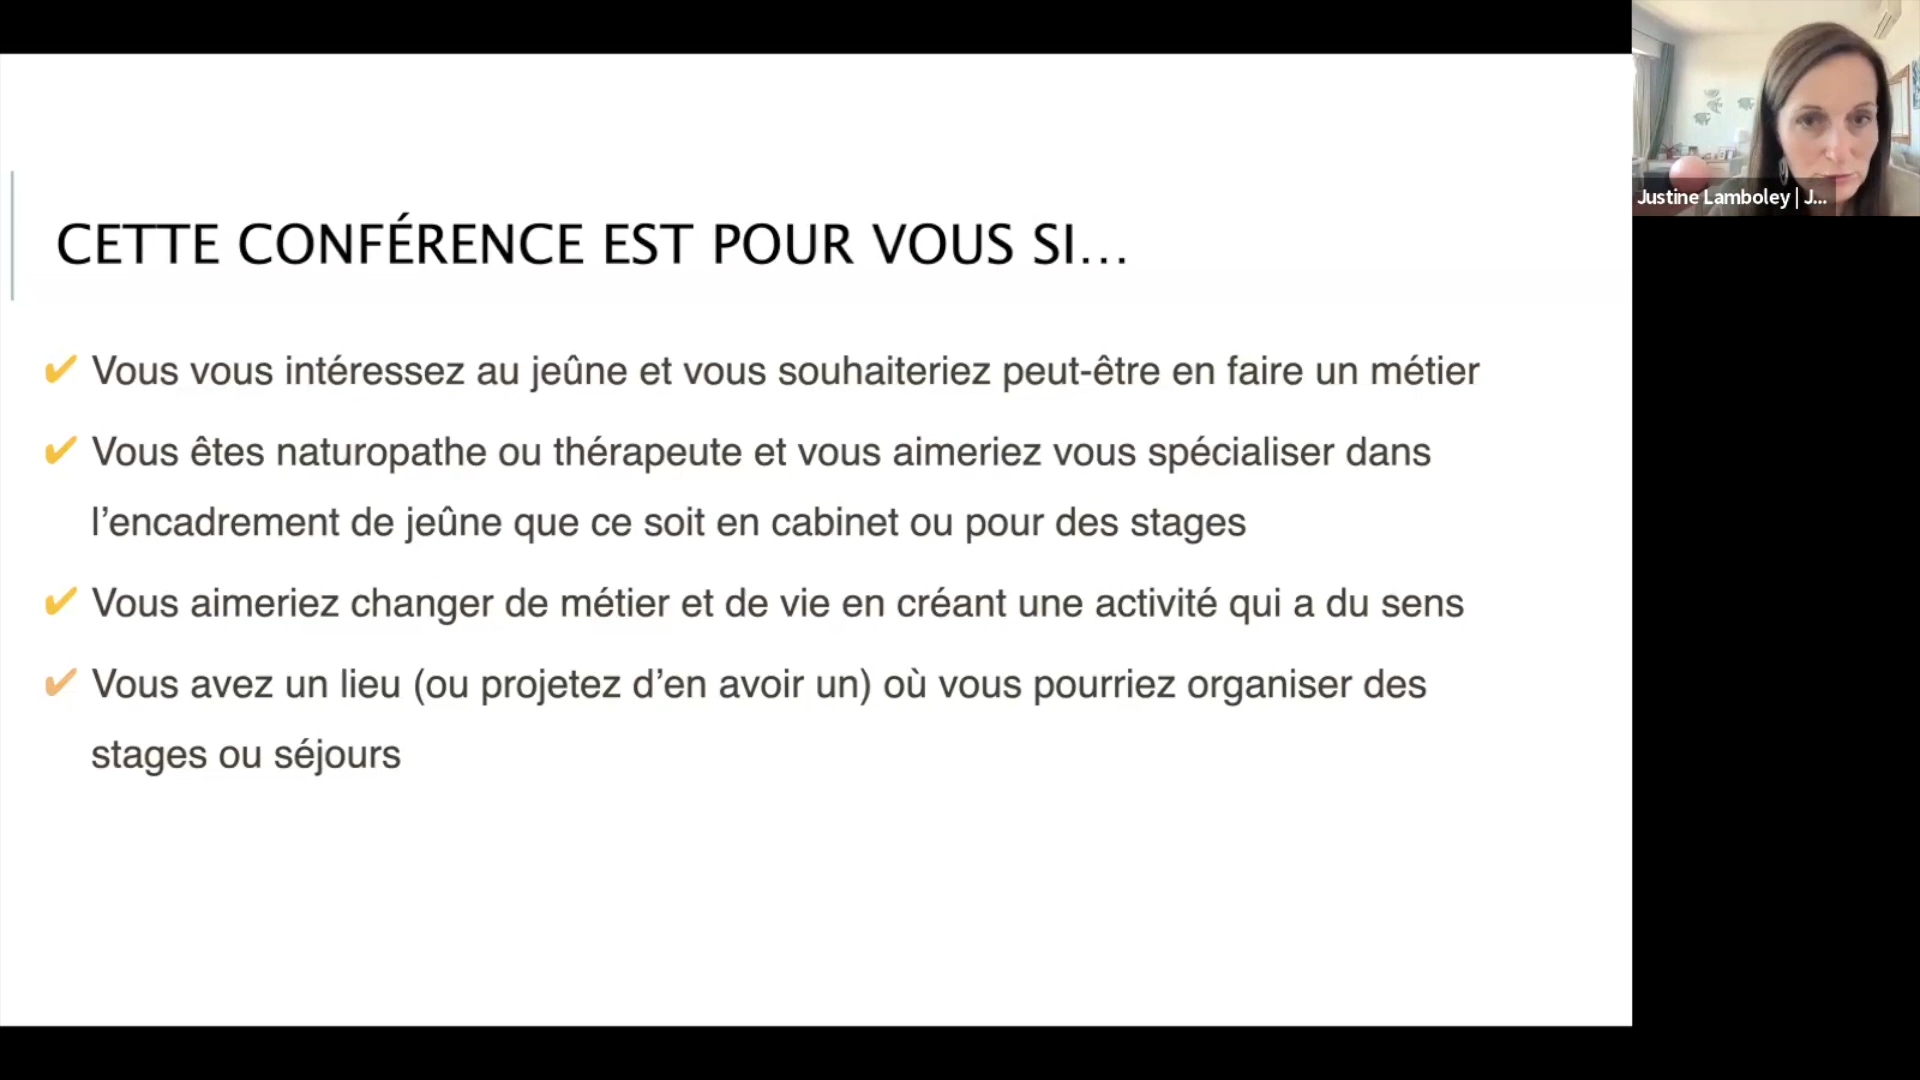 CETTE CONFÉRENCE EST POUR VOUS SI…
✔ Vous vous intéressez au jeûne et vous souhaiteriez peut-être en faire un métier
✔ Vous êtes naturopathe ou thérapeute et vous aimeriez vous spécialiser dans
l’encadrement de jeûne que ce soit en cabinet ou pour des stages
✔ Vous aimeriez changer de métier et de vie en créant une activité qui a du sens
✔ Vous avez un lieu (ou projetez d’en avoir un) où vous pourriez organiser des
stages ou séjours
Justine Lamboley | J...